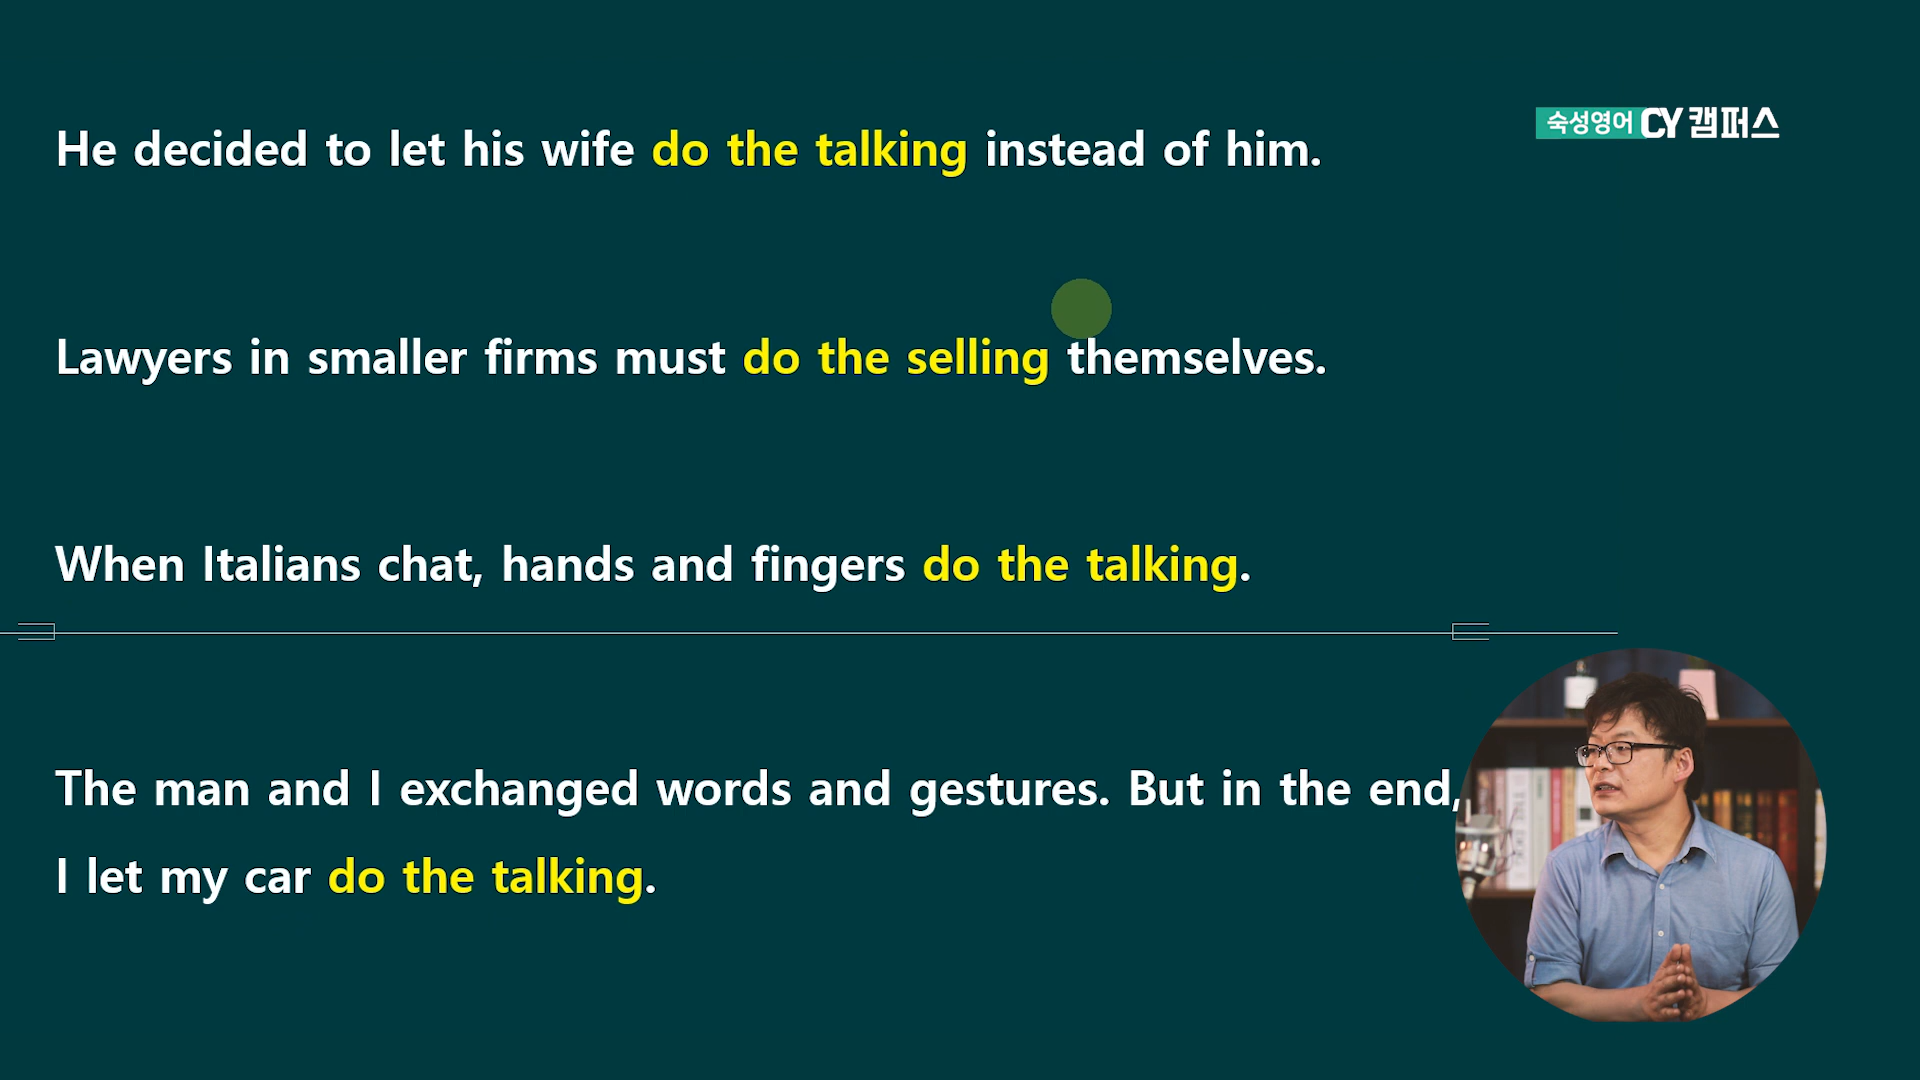 숙성영어 CY캠퍼스
He decided to let his wife do the talking instead of him.
Lawyers in smaller firms must do the selling themselves.
When Italians chat, hands and fingers do the talking.
The man and I exchanged words and gestures. But in the end,
I let my car do the talking.